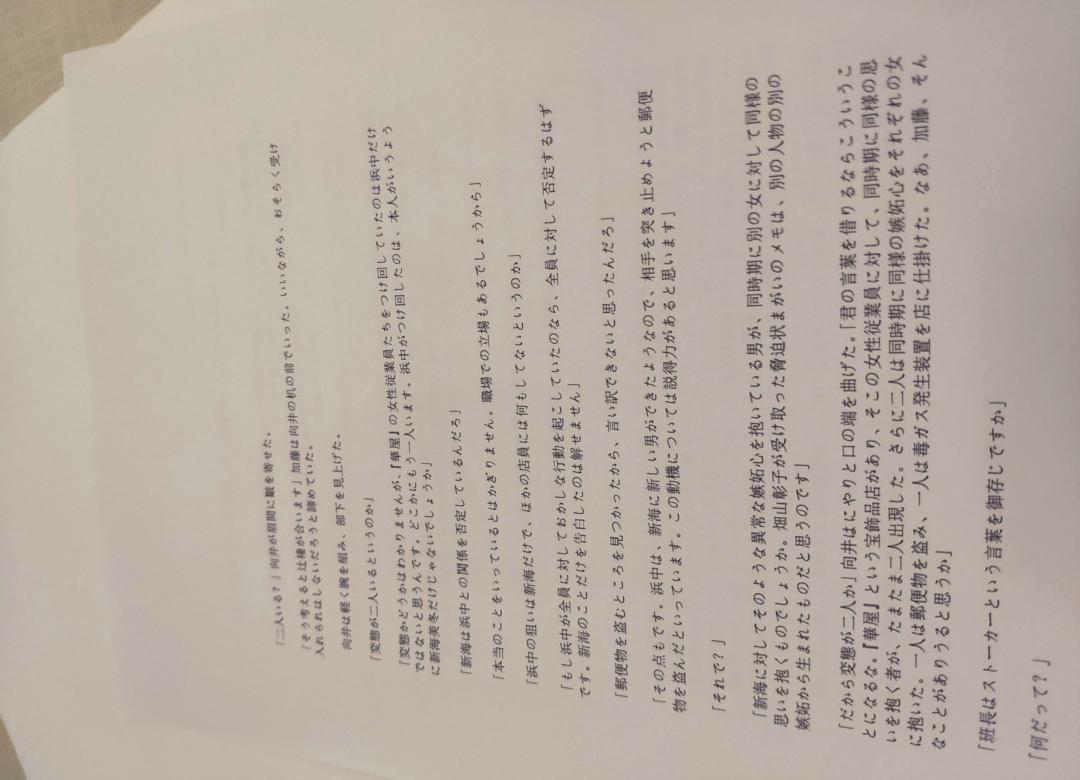 「二人いる?」向井が眉間に皺を寄せた。
「そう考えると辻褄が合います」加藤は向井の机の前でいった。いいながら、おそらく受け
入れられはしないだろうと諦めていた。
向井は軽く腕を組み、部下を見上げた。
「変態が二人いるというのか」
「変態かどうかはわかりませんが、『華屋』の女性従業員たちをつけ回していたのは浜中だけ
ではないと思うんです。どこかにもう一人います。浜中がつけ回したのは、本人がいうよう
に新海美冬だけじゃないでしょうか」
「新海は浜中との関係を否定しているんだろ」
「本当のことをいっているとはかぎりません。職場での立場もあるでしょうから」
「浜中の狙いは新海だけで、ほかの店員には何もしてないというのか」
「もし浜中が全員に対しておかしな行動を起こしていたのなら、全員に対して否定するはず
です。新海のことだけを告白したのは解せません」
「郵便物を盗むところを見つかったから、言い訳できないと思ったんだろ」
「その点もです。浜中は、新海に新しい男ができたようなので、相手を突き止めようと郵便
物を盗んだといっています。この動機については説得力があると思います」
「それで?」
「新海に対してそのような異常な嫉妬心を抱いている男が、同時期に別の女に対して同様の
思いを抱くものでしょうか。畑山彰子が受け取った脅迫状まがいのメモは、別の人物の別の
嫉妬から生まれたものだと思うのです」
「だから変態が二人か」向井はにやりと口の端を曲げた。「君の言葉を借りるならこういうこ
とになるな。『華屋』という宝飾品店があり、そこの女性従業員に対して、同時期に同様の思
いを抱く者が、たまたま二人出現した。さらに二人は同時期に同様の嫉妬心をそれぞれの女
に抱いた。一人は郵便物を盗み、一人は毒ガス発生装置を店に仕掛けた。なあ、加藤、そん
なことがありうると思うか」
「班長はストーカーという言葉を御存じですか」
「何だって?」